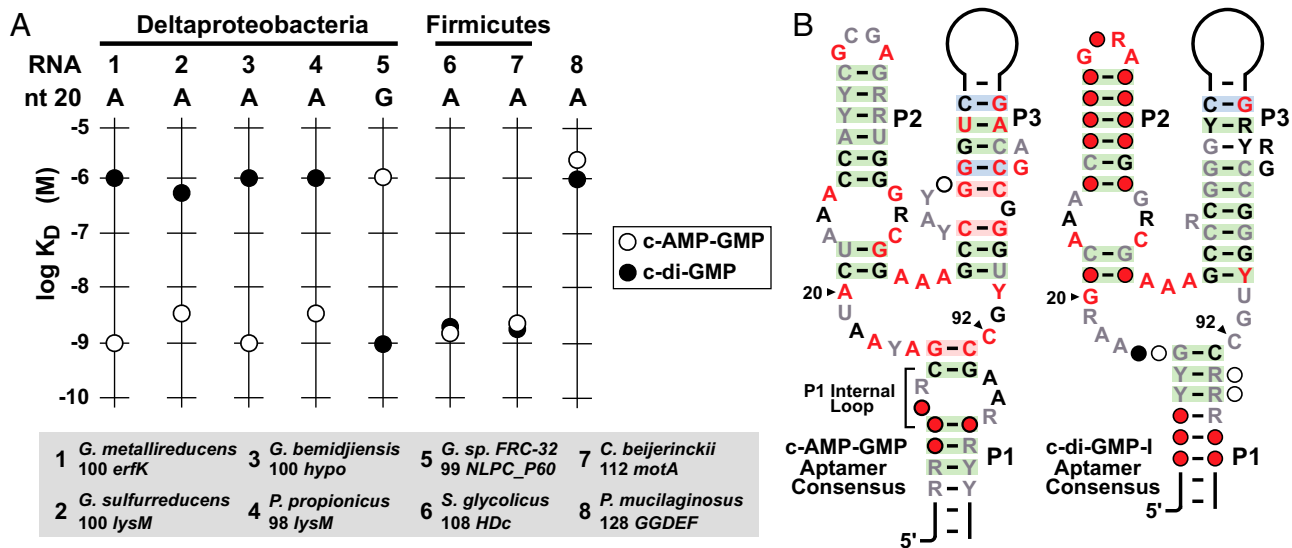 A
Deltaproteobacteria Firmicutes
RNA 1 2 3 4 5 6 7 8
nt 20 A A A A G A A A
log KD (M)
-5
-6
-7
-8
-9
-10
c-AMP-GMP
c-di-GMP
1 G. metallireducens
100 erfK
2 G. sulfurreducens
100 lysM
3 G. bemidjiensis
100 hypo
4 P. propionicus
98 lysM
5 G. sp. FRC-32
99 NLPC_P60
6 S. glycolicus
108 HDc
7 C. beijerinckii
112 motA
8 P. mucilaginosus
128 GGDEF
B
C G
G A
C - G
Y - R
Y - R
A - U
C - G
C - G
P2
A G
A R
A C
U - G
C - G
20 A
U
A
A
Y
A
A A A
C - G
U - A
G - C
G - C
G - G
P3
A
G
Y
A
Y
G
C - G
C - G
G - U
Y
G
92 C
G - C
C - G
R
A
A
R
P1 Internal
Loop
R
R Y
R Y
P1
c-AMP-GMP
Aptamer
Consensus
5'
R
G A
C - G
P2
A G
A R
A C
C - G
20 G
R
A
A
A A A
C - G
Y - R
G - Y
G - C
G - C
C - G
C - G
C - G
G - Y
P3
R
G
R
U
G
92 C
G - C
Y - R
Y - R
R
P1
c-di-GMP-I
Aptamer
Consensus
5'